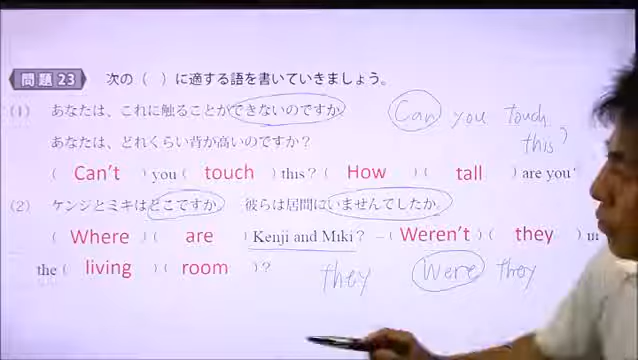 問題23 次の（ ）に適する語を書いていきましょう。
(1) あなたは、これに触ることができないのですか
Can you touch
this?
あなたは、どれくらい背が高いのですか？
( Can't ) you ( touch ) this? ( How ) ( tall ) are you
(2) ケンジとミキはどこですか。 彼らは居間にいませんでしたか。
( Where ) ( are ) Kenji and Miki? – ( Weren't ) ( they ) in
the ( living ) ( room )?
they Were they